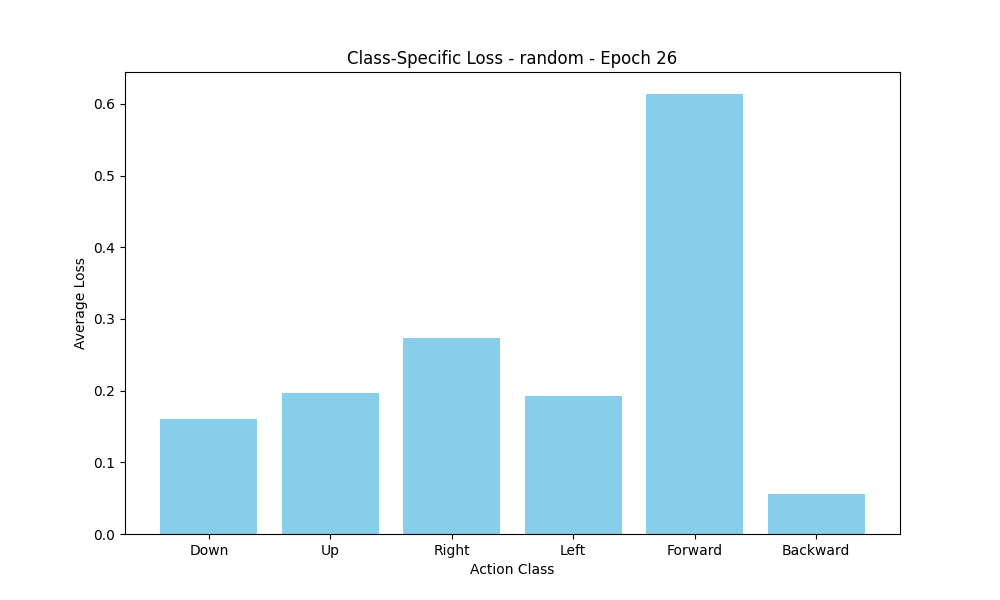 Class-Specific Loss - random - Epoch 26
0.6
0.5
0.4
0.3
0.2
0.1
0.0
Average Loss
Down Up Right Left Forward Backward
Action Class